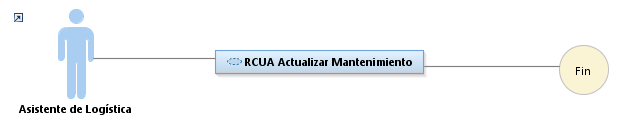 RCUA Actualizar Mantenimiento
Fin
Asistente de Logística